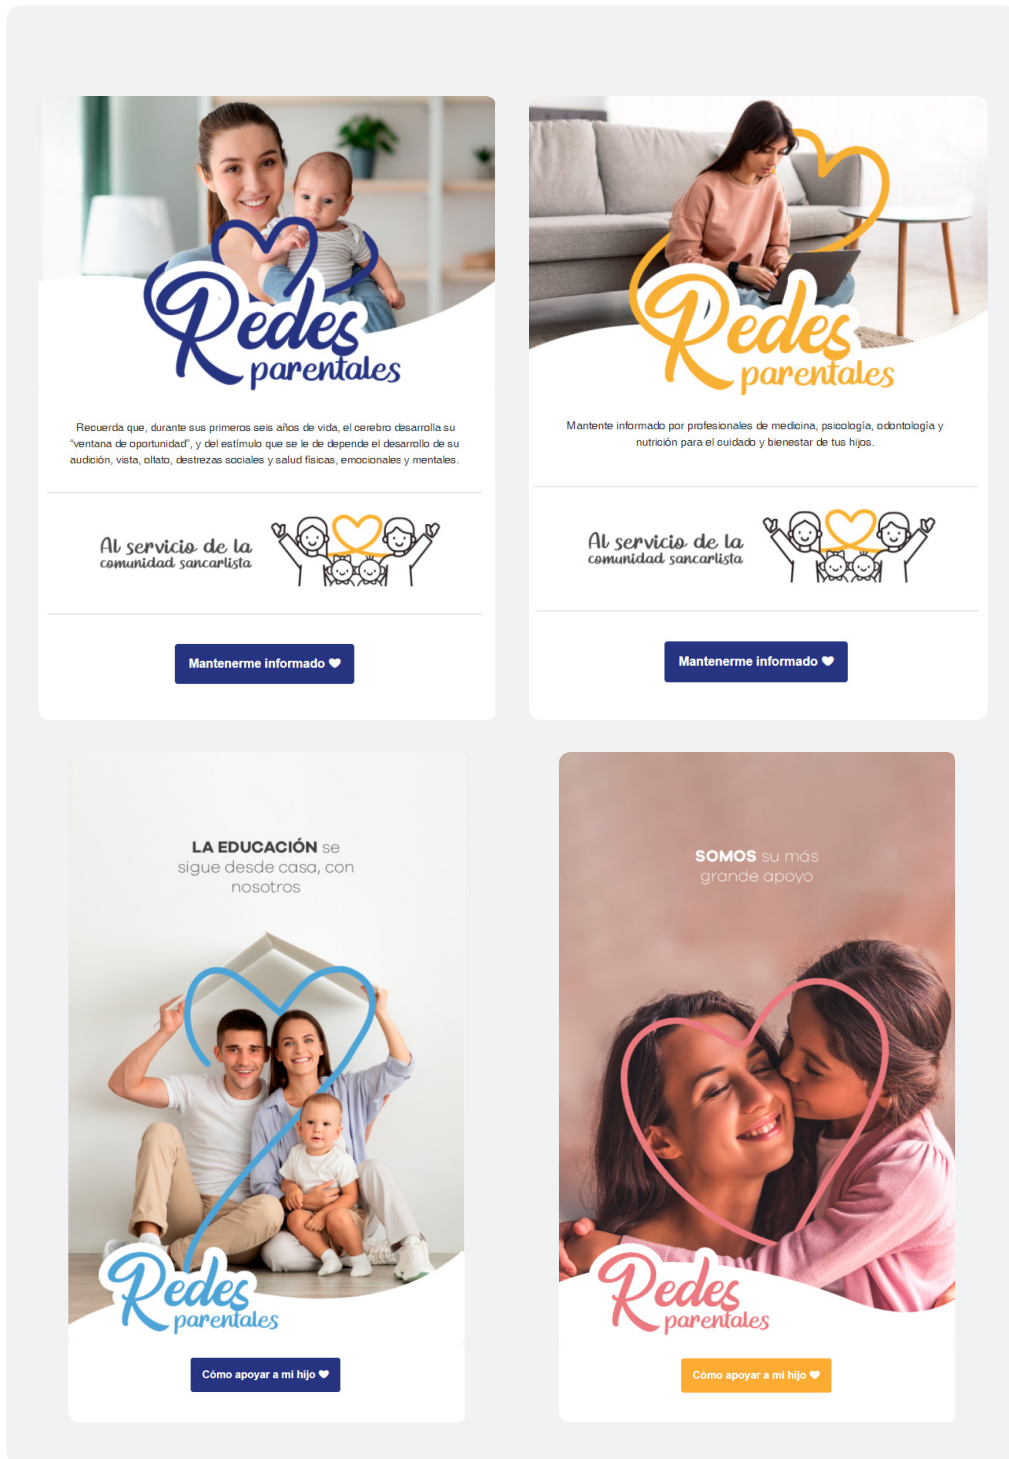 Redes
parentales
Recuerda que, durante sus primeros seis años de vida, el cerebro desarrolla su
“ventana de oportunidad”, y del estímulo que se le de depende el desarrollo de su
audición, vista, olfato, destrezas sociales y salud físicas, emocionales y mentales.
Al servicio de la
comunidad sancarlista
Mantenerme informado
Redes
parentales
Mantente informado por profesionales de medicina, psicología, odontología y
nutrición para el cuidado y bienestar de tus hijos.
Al servicio de la
comunidad sancarlista
Mantenerme informado
LA EDUCACIÓN se
sigue desde casa, con
nosotros
Redes
parentales
Cómo apoyar a mi hijo
SOMOS su más
grande apoyo
Redes
parentales
Cómo apoyar a mi hijo